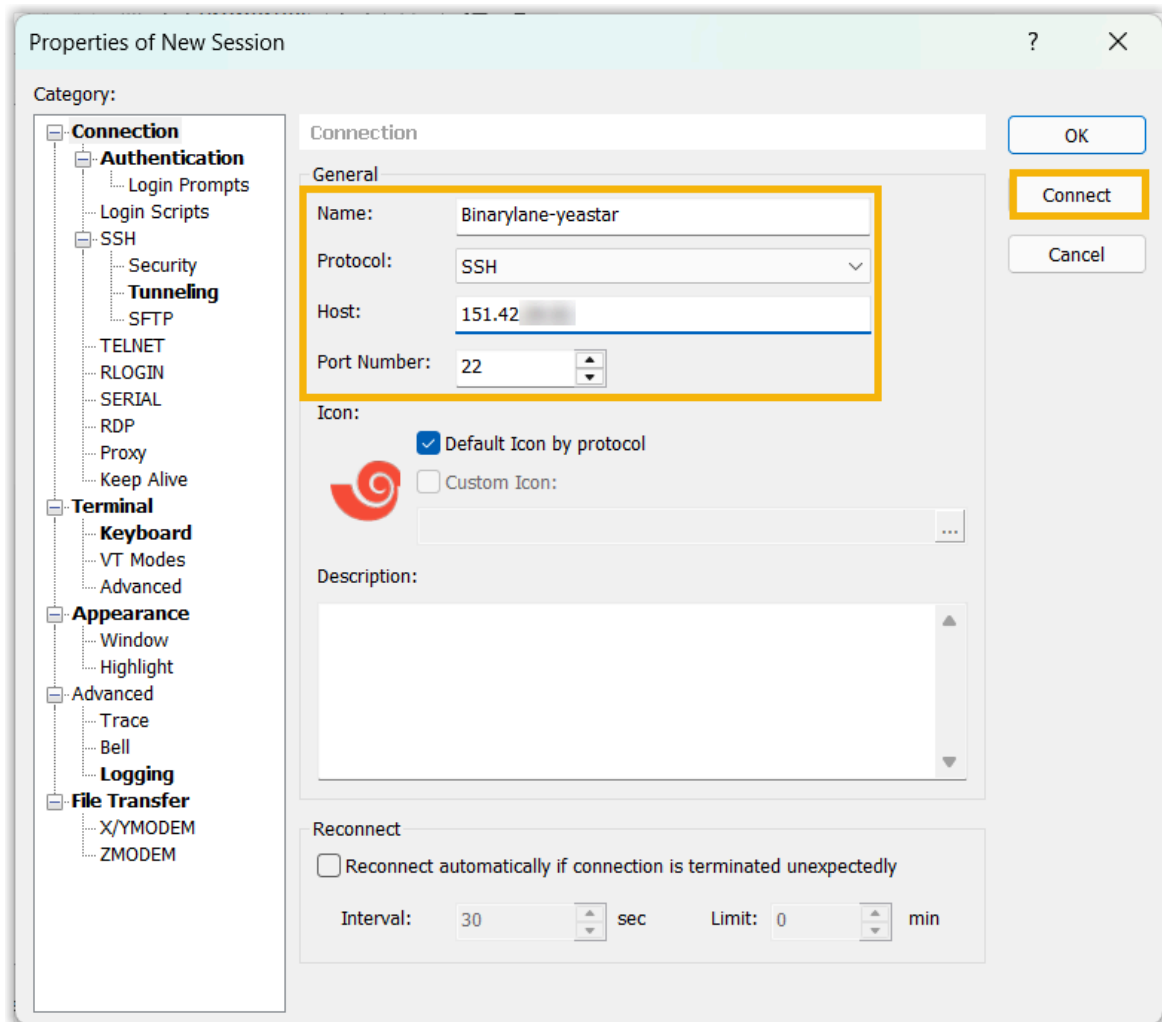 Properties of New Session
?
Category:
Connection
Authentication
Login Prompts
Login Scripts
SSH
Security
Tunneling
SFTP
TELNET
RLOGIN
SERIAL
RDP
Proxy
Keep Alive
Terminal
Keyboard
VT Modes
Advanced
Appearance
Window
Highlight
Advanced
Trace
Bell
Logging
File Transfer
X/YMODEM
ZMODEM
Connection
General
Name: Binarylane-yeastar
Protocol: SSH
Host: 151.42
Port Number: 22
Icon:
Default Icon by protocol
Custom Icon:
...
Description:
Reconnect
Reconnect automatically if connection is terminated unexpectedly
Interval: 30 sec Limit: 0 min
OK
Connect
Cancel